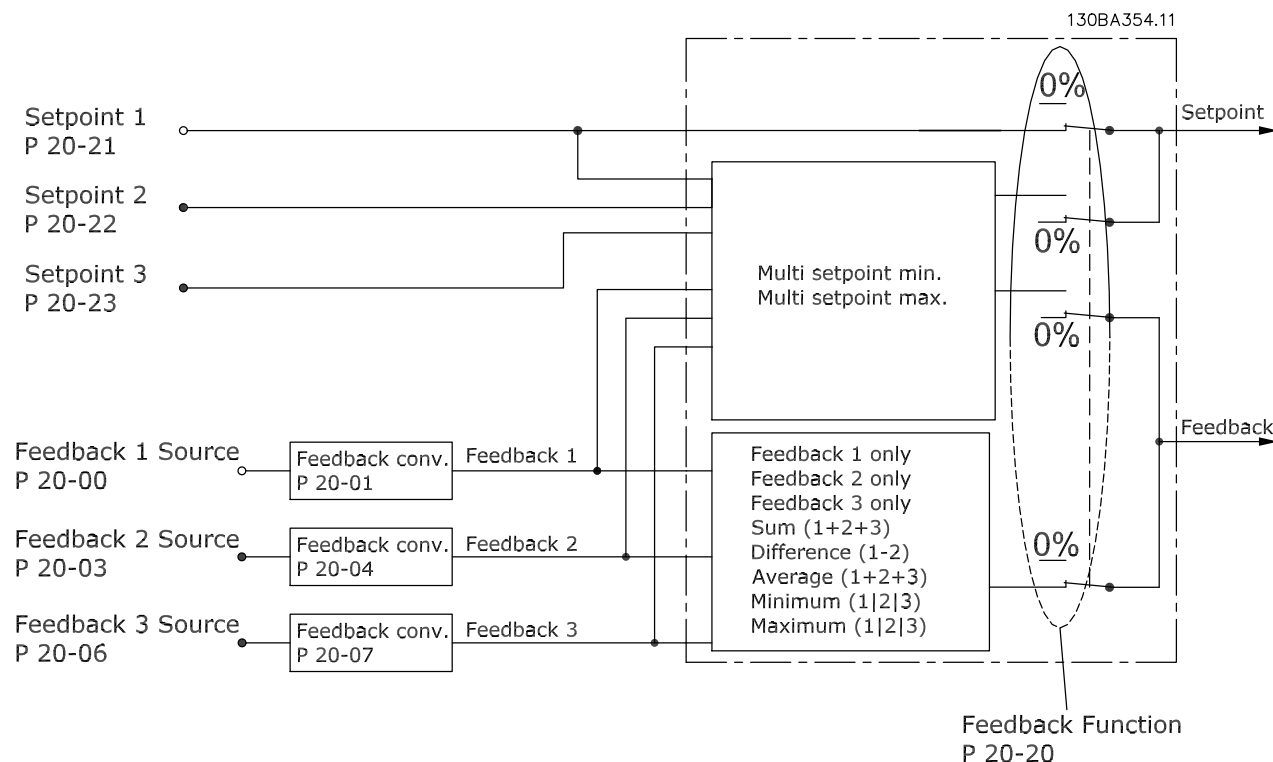 130BA354.11
0%
Setpoint 1
P 20-21
Setpoint
Setpoint 2
P 20-22
0%
Setpoint 3
P 20-23
Multi setpoint min.
Multi setpoint max.
0%
Feedback
Feedback 1 Source
P 20-00
Feedback conv.
P 20-01
Feedback 1
Feedback 2 Source
P 20-03
Feedback conv.
P 20-04
Feedback 2
Feedback 3 Source
P 20-06
Feedback conv.
P 20-07
Feedback 3
Feedback 1 only
Feedback 2 only
Feedback 3 only
Sum (1+2+3)
Difference (1-2)
Average (1+2+3)
Minimum (1|2|3)
Maximum (1|2|3)
0%
Feedback Function
P 20-20